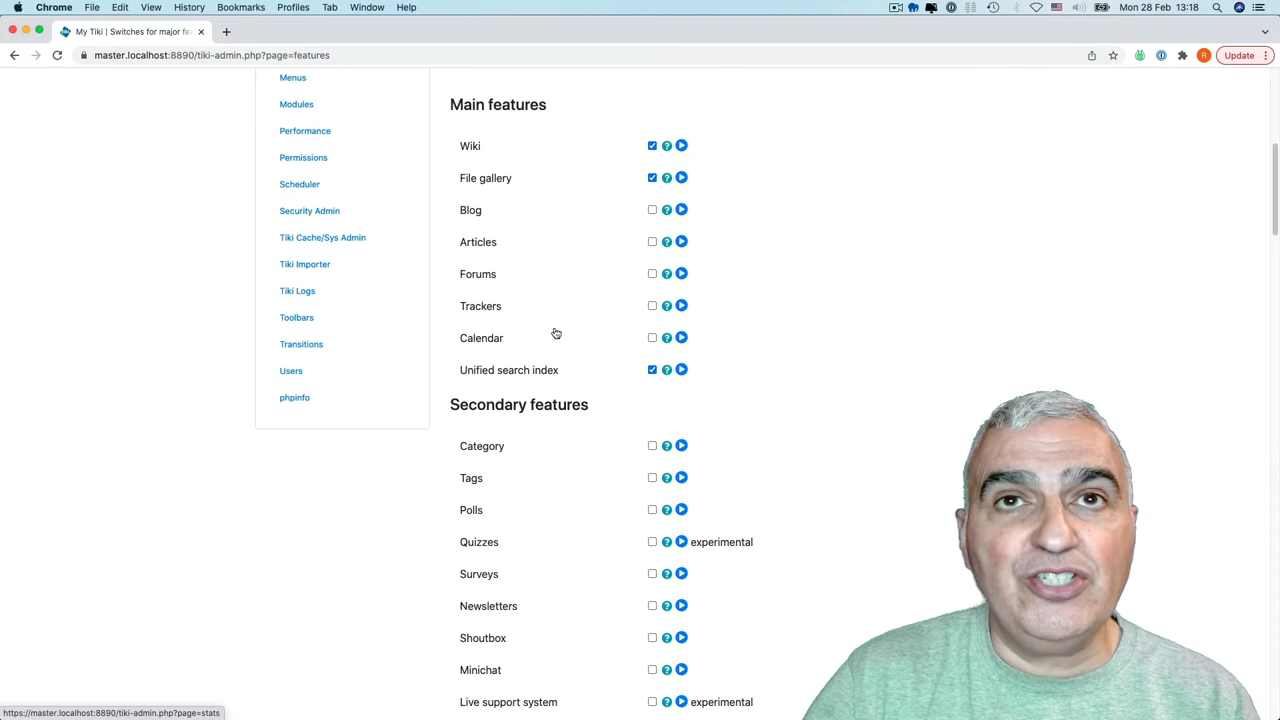 Chrome File Edit View History Bookmarks Profiles Tab Window Help Mon 28 Feb 13:18
My Tiki | Switches for major fe
master.localhost:8890/tiki-admin.php?page=features
R
Update
Menus
Modules
Performance
Permissions
Scheduler
Security Admin
Tiki Cache/Sys Admin
Tiki Importer
Tiki Logs
Toolbars
Transitions
Users
phpinfo
Main features
Wiki
File gallery
Blog
Articles
Forums
Trackers
Calendar
Unified search index
Secondary features
Category
Tags
Polls
Quizzes experimental
Surveys
Newsletters
Shoutbox
Minichat
Live support system experimental
https://master.localhost:8890/tiki-admin.php?page=stats